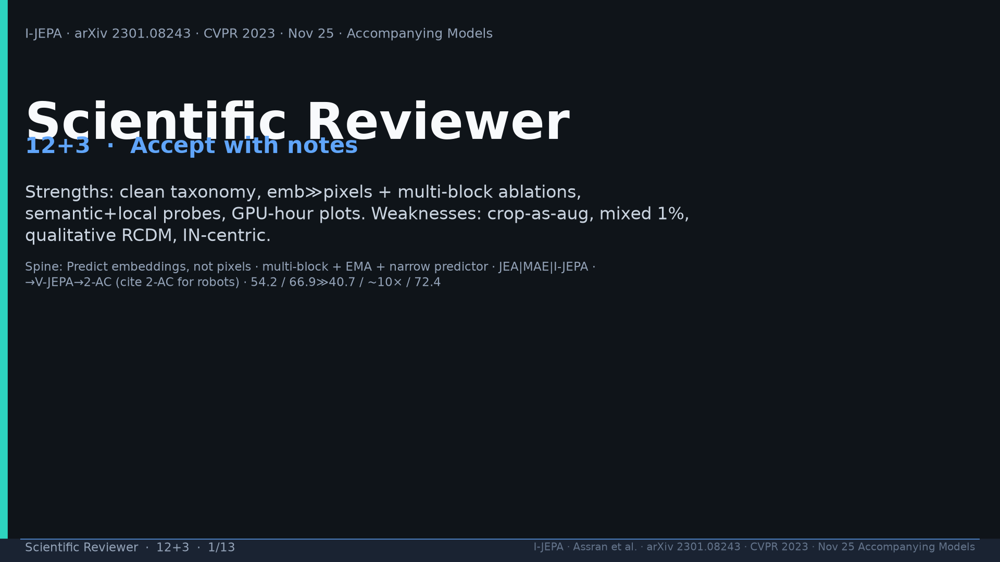 I-JEPA · arXiv 2301.08243 · CVPR 2023 · Nov 25 · Accompanying Models
Scientific Reviewer
12+3 · Accept with notes
Strengths: clean taxonomy, emb≫pixels + multi-block ablations,
semantic+local probes, GPU-hour plots. Weaknesses: crop-as-aug, mixed 1%,
qualitative RCDM, IN-centric.
Spine: Predict embeddings, not pixels · multi-block + EMA + narrow predictor · JEA|MAE|I-JEPA ·
→V-JEPA→2-AC (cite 2-AC for robots) · 54.2 / 66.9≫40.7 / ~10× / 72.4
Scientific Reviewer · 12+3 · 1/13
I-JEPA · Assran et al. · arXiv 2301.08243 · CVPR 2023 · Nov 25 Accompanying Models